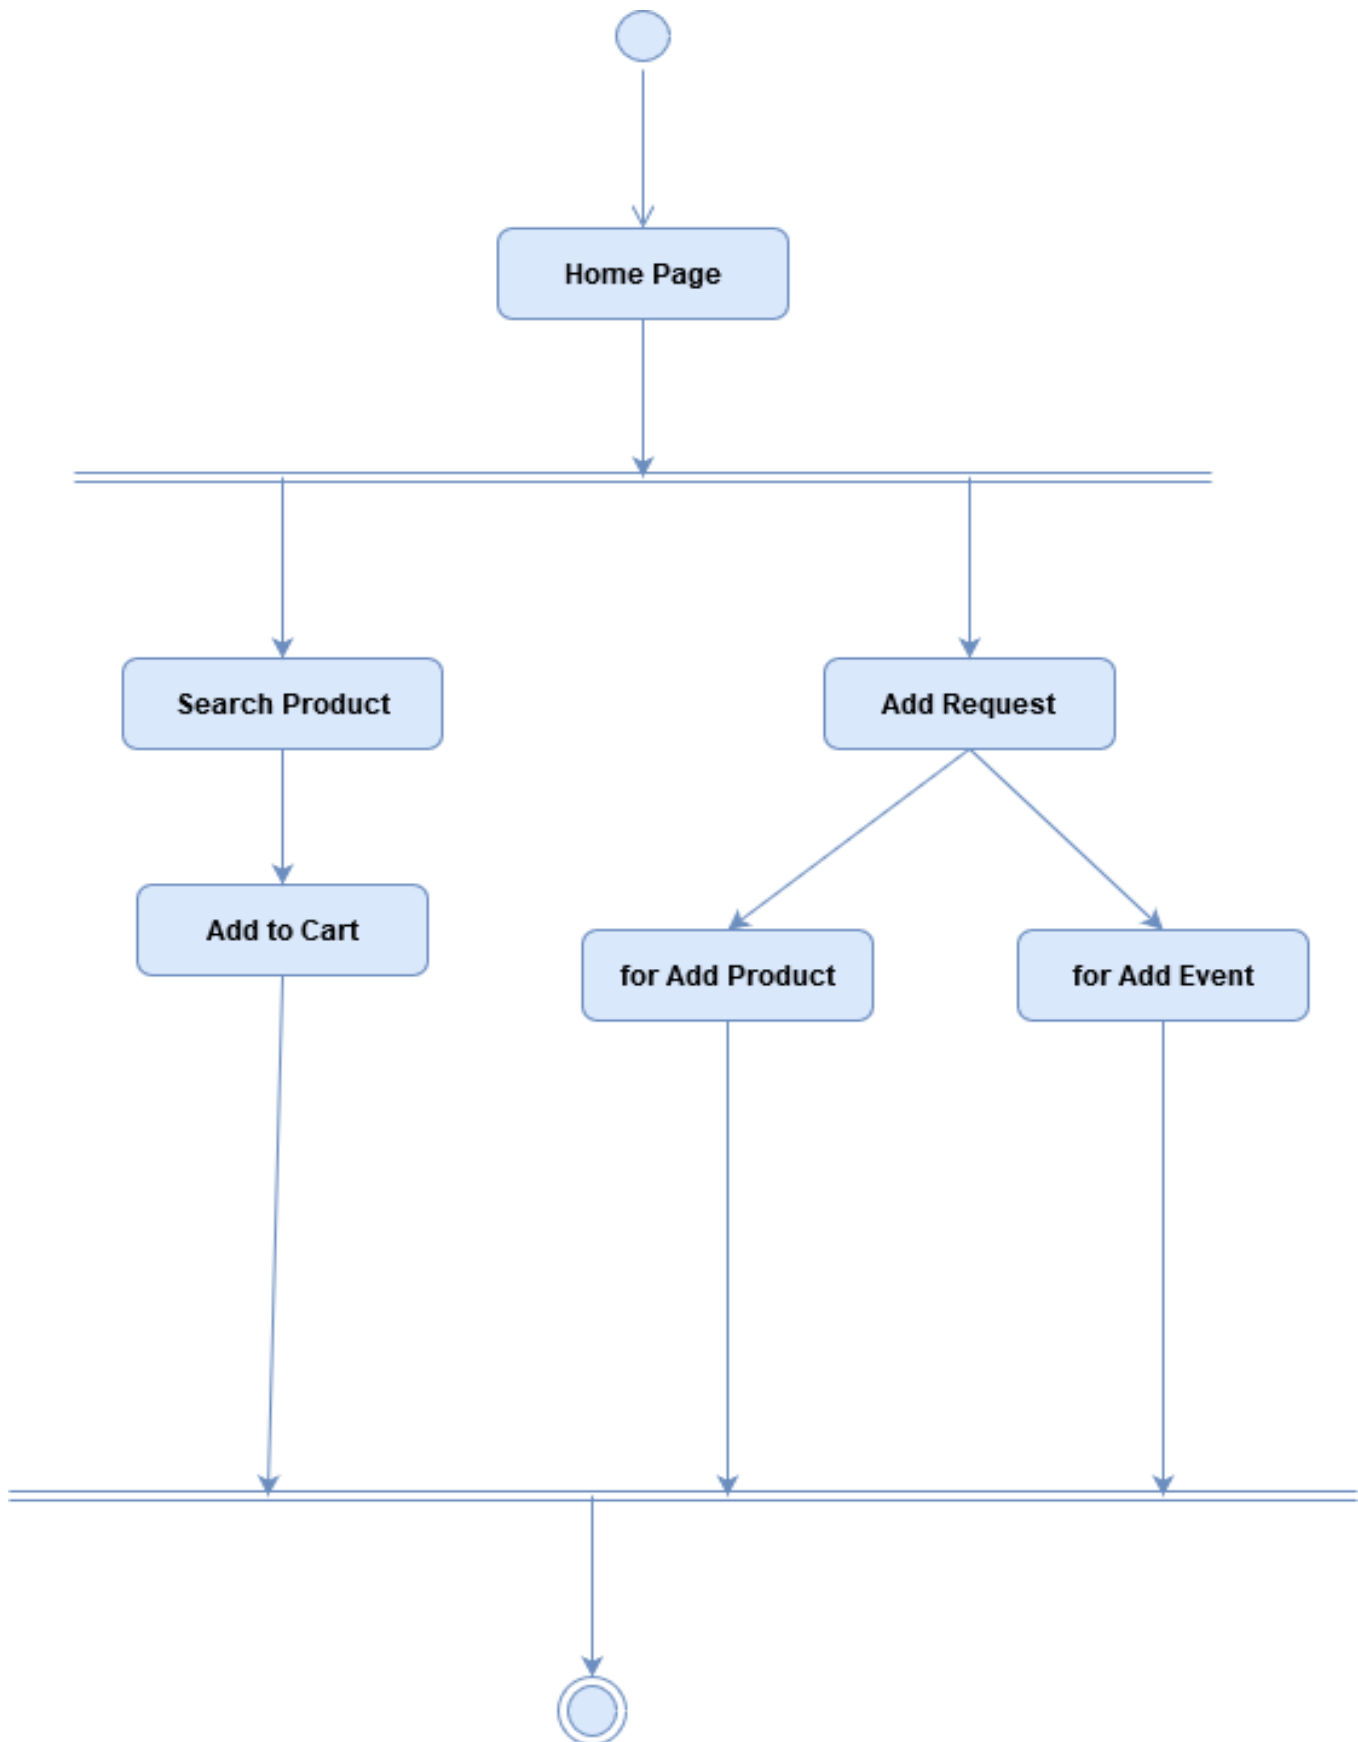 Home Page
Search Product
Add Request
Add to Cart
for Add Product
for Add Event